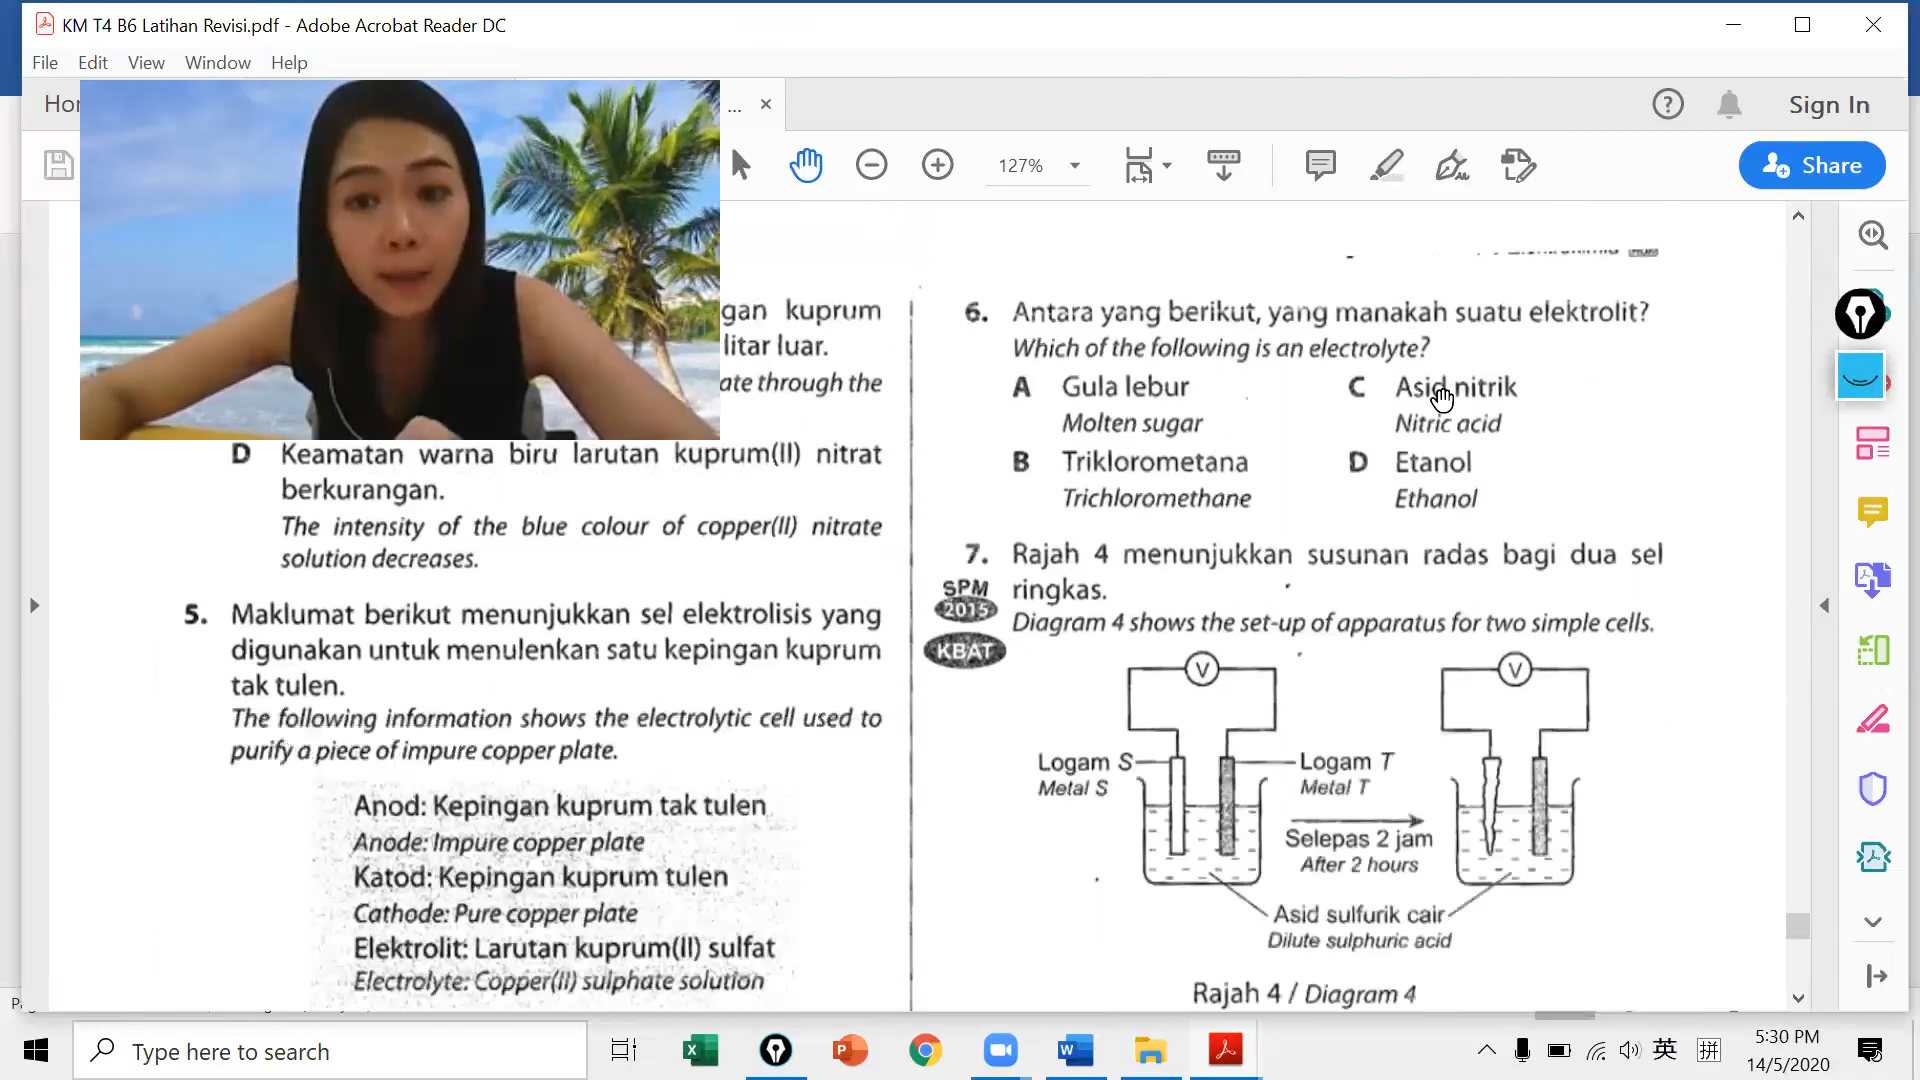 KM T4 B6 Latihan Revisi.pdf - Adobe Acrobat Reader DC
File Edit View Window Help
...
Sign In
127%
Share
gan kuprum
litar luar.
ate through the
D Keamatan warna biru larutan kuprum(II) nitrat
berkurangan.
The intensity of the blue colour of copper(II) nitrate
solution decreases.
5. Maklumat berikut menunjukkan sel elektrolisis yang
digunakan untuk menulenkan satu kepingan kuprum
tak tulen.
The following information shows the electrolytic cell used to
purify a piece of impure copper plate.
Anod: Kepingan kuprum tak tulen
Anode: Impure copper plate
Katod: Kepingan kuprum tulen
Cathode: Pure copper plate
Elektrolit: Larutan kuprum(II) sulfat
Electrolyte: Copper(II) sulphate solution
6. Antara yang berikut, yang manakah suatu elektrolit?
Which of the following is an electrolyte?
A Gula lebur
Molten sugar
B Triklorometana
Trichloromethane
C Asid nitrik
Nitric acid
D Etanol
Ethanol
7. Rajah 4 menunjukkan susunan radas bagi dua sel
SPM 2015
KBAT
ringkas.
Diagram 4 shows the set-up of apparatus for two simple cells.
V
V
Logam S
Metal S
Logam T
Metal T
Selepas 2 jam
After 2 hours
Asid sulfurik cair
Dilute sulphuric acid
Rajah 4 / Diagram 4
Type here to search
英
拼
5:30 PM
14/5/2020